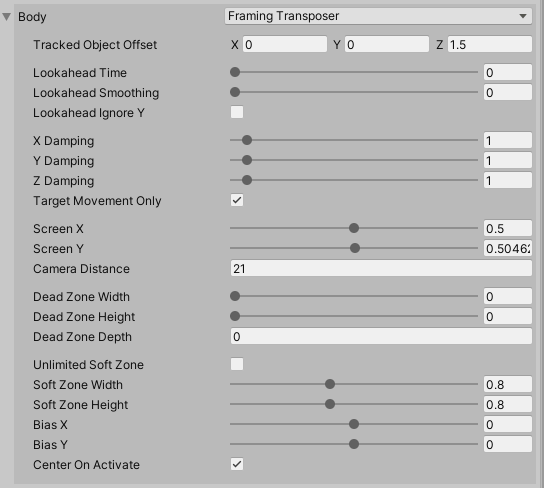 Body Framing Transposer
Tracked Object Offset X 0 Y 0 Z 1.5
Lookahead Time 0
Lookahead Smoothing 0
Lookahead Ignore Y
X Damping 1
Y Damping 1
Z Damping 1
Target Movement Only
Screen X 0.5
Screen Y 0.5046
Camera Distance 21
Dead Zone Width 0
Dead Zone Height 0
Dead Zone Depth 0
Unlimited Soft Zone
Soft Zone Width 0.8
Soft Zone Height 0.8
Bias X 0
Bias Y 0
Center On Activate